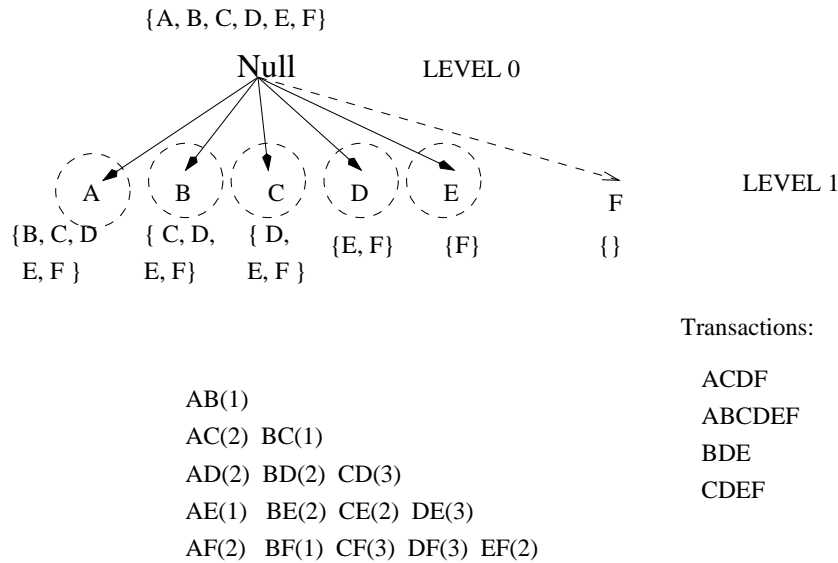 {A, B, C, D, E, F}
Null
LEVEL 0
A
B
C
D
E
F
LEVEL 1
{B, C, D
E, F }
{ C, D,
E, F}
{ D,
E, F }
{E, F}
{F}
{}
Transactions:
ACDF
ABCDEF
BDE
CDEF
AB(1)
AC(2) BC(1)
AD(2) BD(2) CD(3)
AE(1) BE(2) CE(2) DE(3)
AF(2) BF(1) CF(3) DF(3) EF(2)